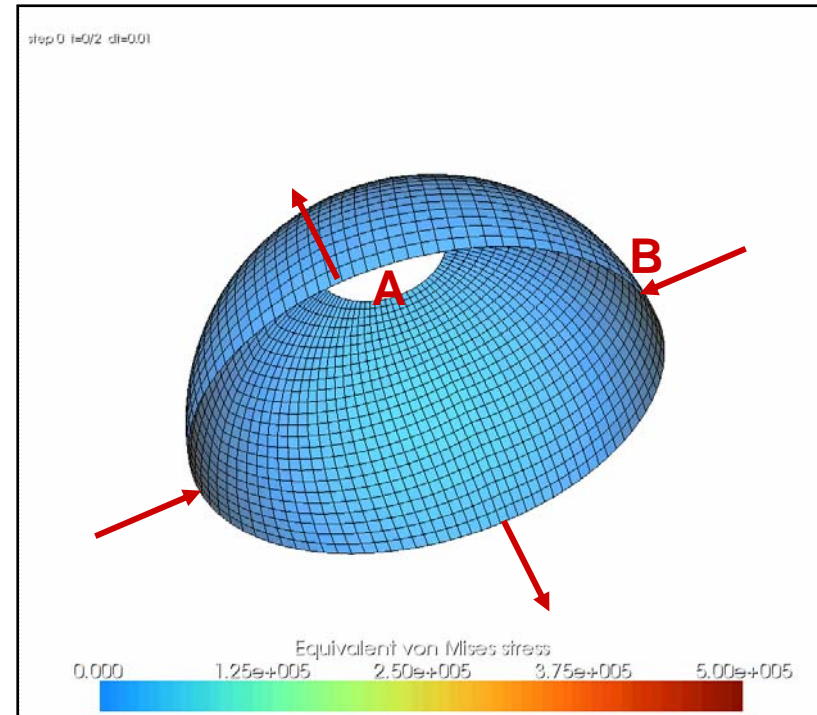 step 0 t=0/2 dt=0.01
B
A
Equivalent von Mises stress
0.000 1.25e+005 2.50e+005 3.75e+005 5.00e+005